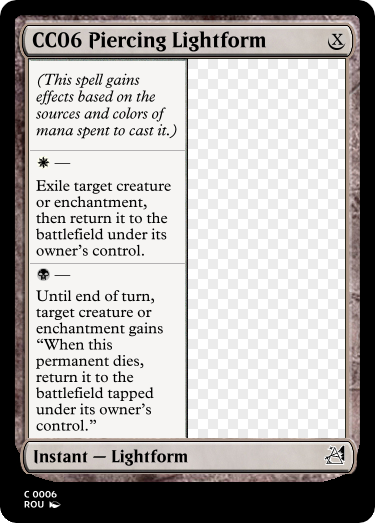 CC06 Piercing Lightform X
(This spell gains
effects based on the
sources and colors of
mana spent to cast it.)
—
Exile target creature
or enchantment,
then return it to the
battlefield under its
owner’s control.
—
Until end of turn,
target creature or
enchantment gains
“When this
permanent dies,
return it to the
battlefield tapped
under its owner’s
control.”
Instant — Lightform
C 0006
ROU